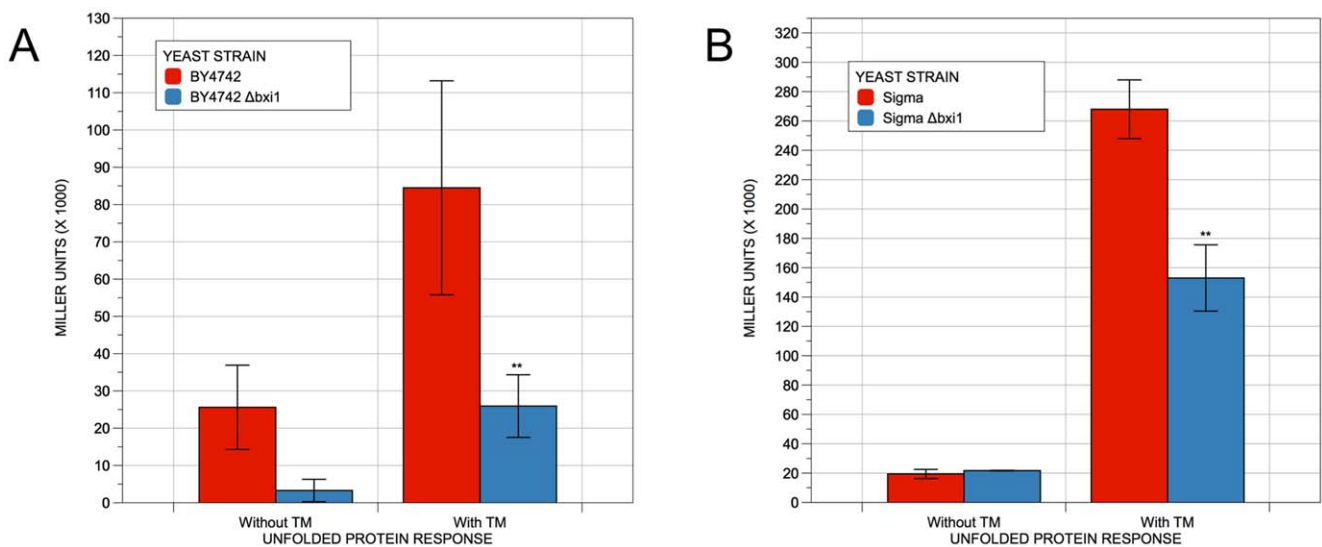 A
130
120
110
100
90
80
70
60
50
40
30
20
10
0
MILLER UNITS (X 1000)
YEAST STRAIN
BY4742
BY4742 Δbxi1
**
Without TM
With TM
UNFOLDED PROTEIN RESPONSE
B
320
300
280
260
240
220
200
180
160
140
120
100
80
60
40
20
0
MILLER UNITS (X 1000)
YEAST STRAIN
Sigma
Sigma Δbxi1
**
Without TM
With TM
UNFOLDED PROTEIN RESPONSE